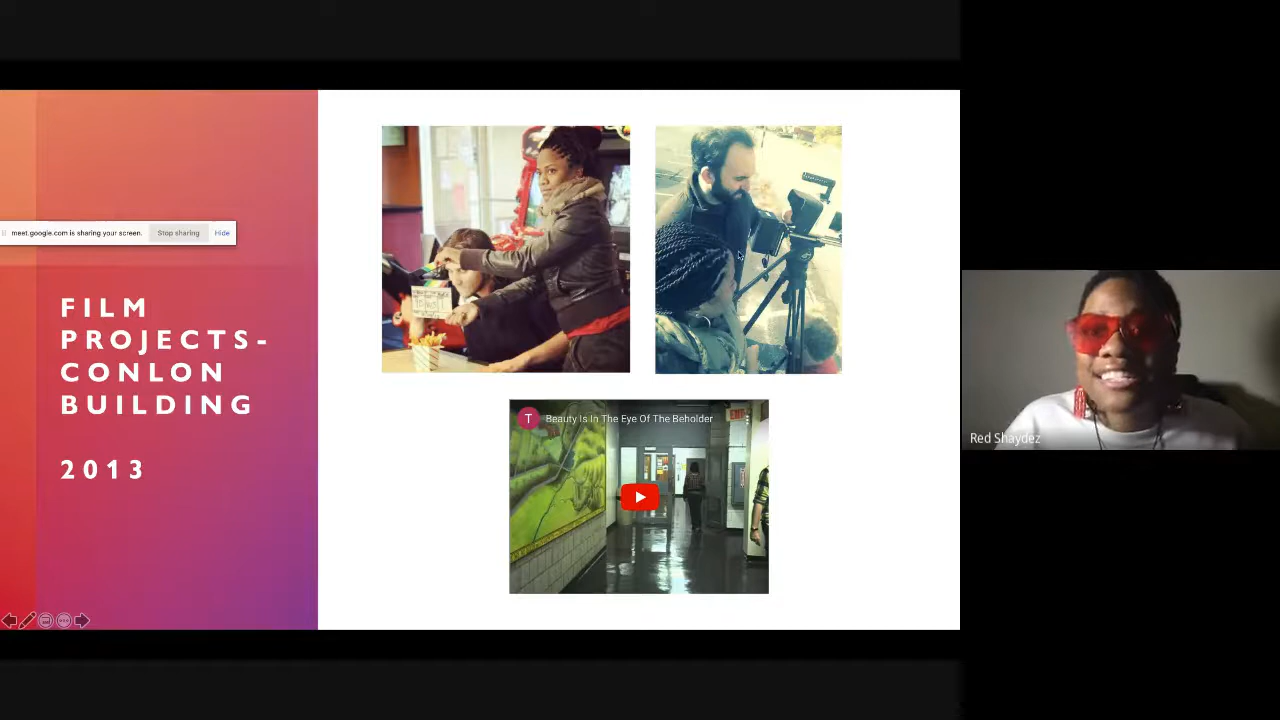 meet.google.com is sharing your screen. Stop sharing Hide
FILM
PROJECTS-
CONLON
BUILDING
2013
T Beauty Is In The Eye Of The Beholder
EXIT
Red Shaydez